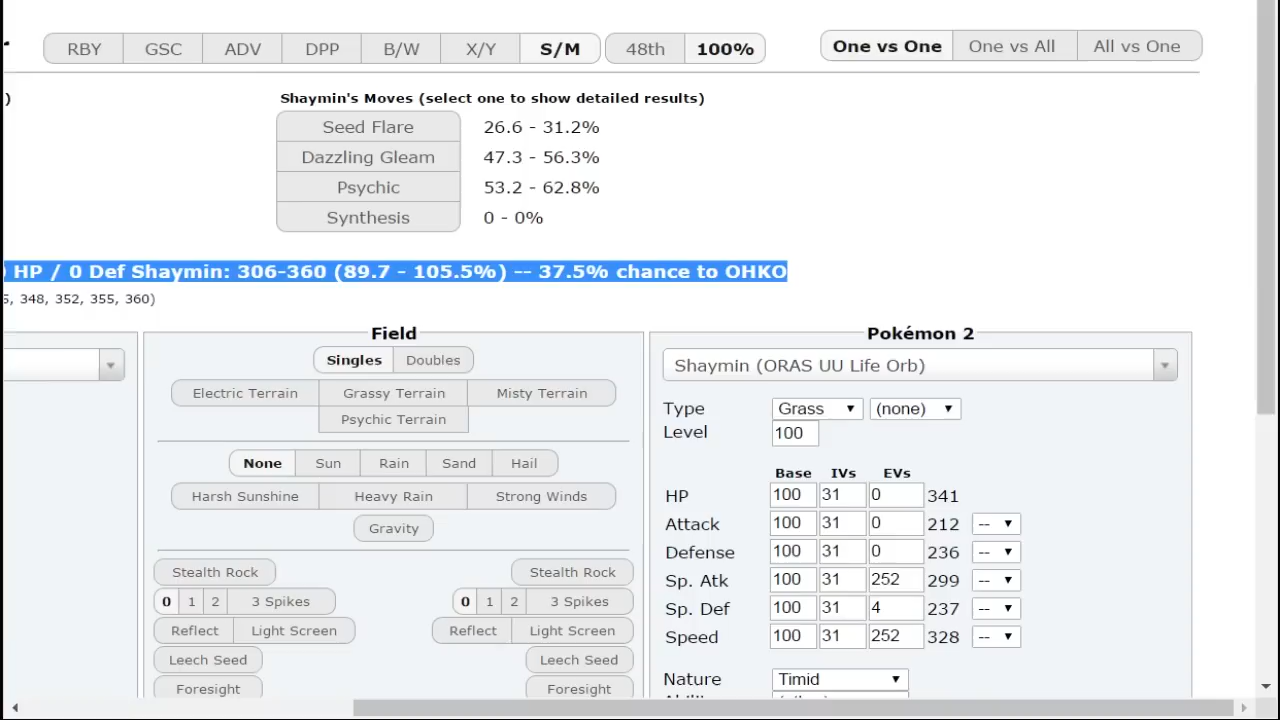 RBY GSC ADV DPP B/W X/Y S/M 48th 100% One vs One One vs All All vs One
) Shaymin's Moves (select one to show detailed results)
Seed Flare 26.6 - 31.2%
Dazzling Gleam 47.3 - 56.3%
Psychic 53.2 - 62.8%
Synthesis 0 - 0%
HP / 0 Def Shaymin: 306-360 (89.7 - 105.5%) -- 37.5% chance to OHKO
5, 348, 352, 355, 360)
Field
Singles Doubles
Electric Terrain Grassy Terrain Misty Terrain
Psychic Terrain
None Sun Rain Sand Hail
Harsh Sunshine Heavy Rain Strong Winds
Gravity
Stealth Rock Stealth Rock
0 1 2 3 Spikes 0 1 2 3 Spikes
Reflect Light Screen Reflect Light Screen
Leech Seed Leech Seed
Foresight Foresight
Pokémon 2
Shaymin (ORAS UU Life Orb)
Type Grass (none)
Level 100
Base IVs EVs
HP 100 31 0 341
Attack 100 31 0 212 --
Defense 100 31 0 236 --
Sp. Atk 100 31 252 299 --
Sp. Def 100 31 4 237 --
Speed 100 31 252 328 --
Nature Timid